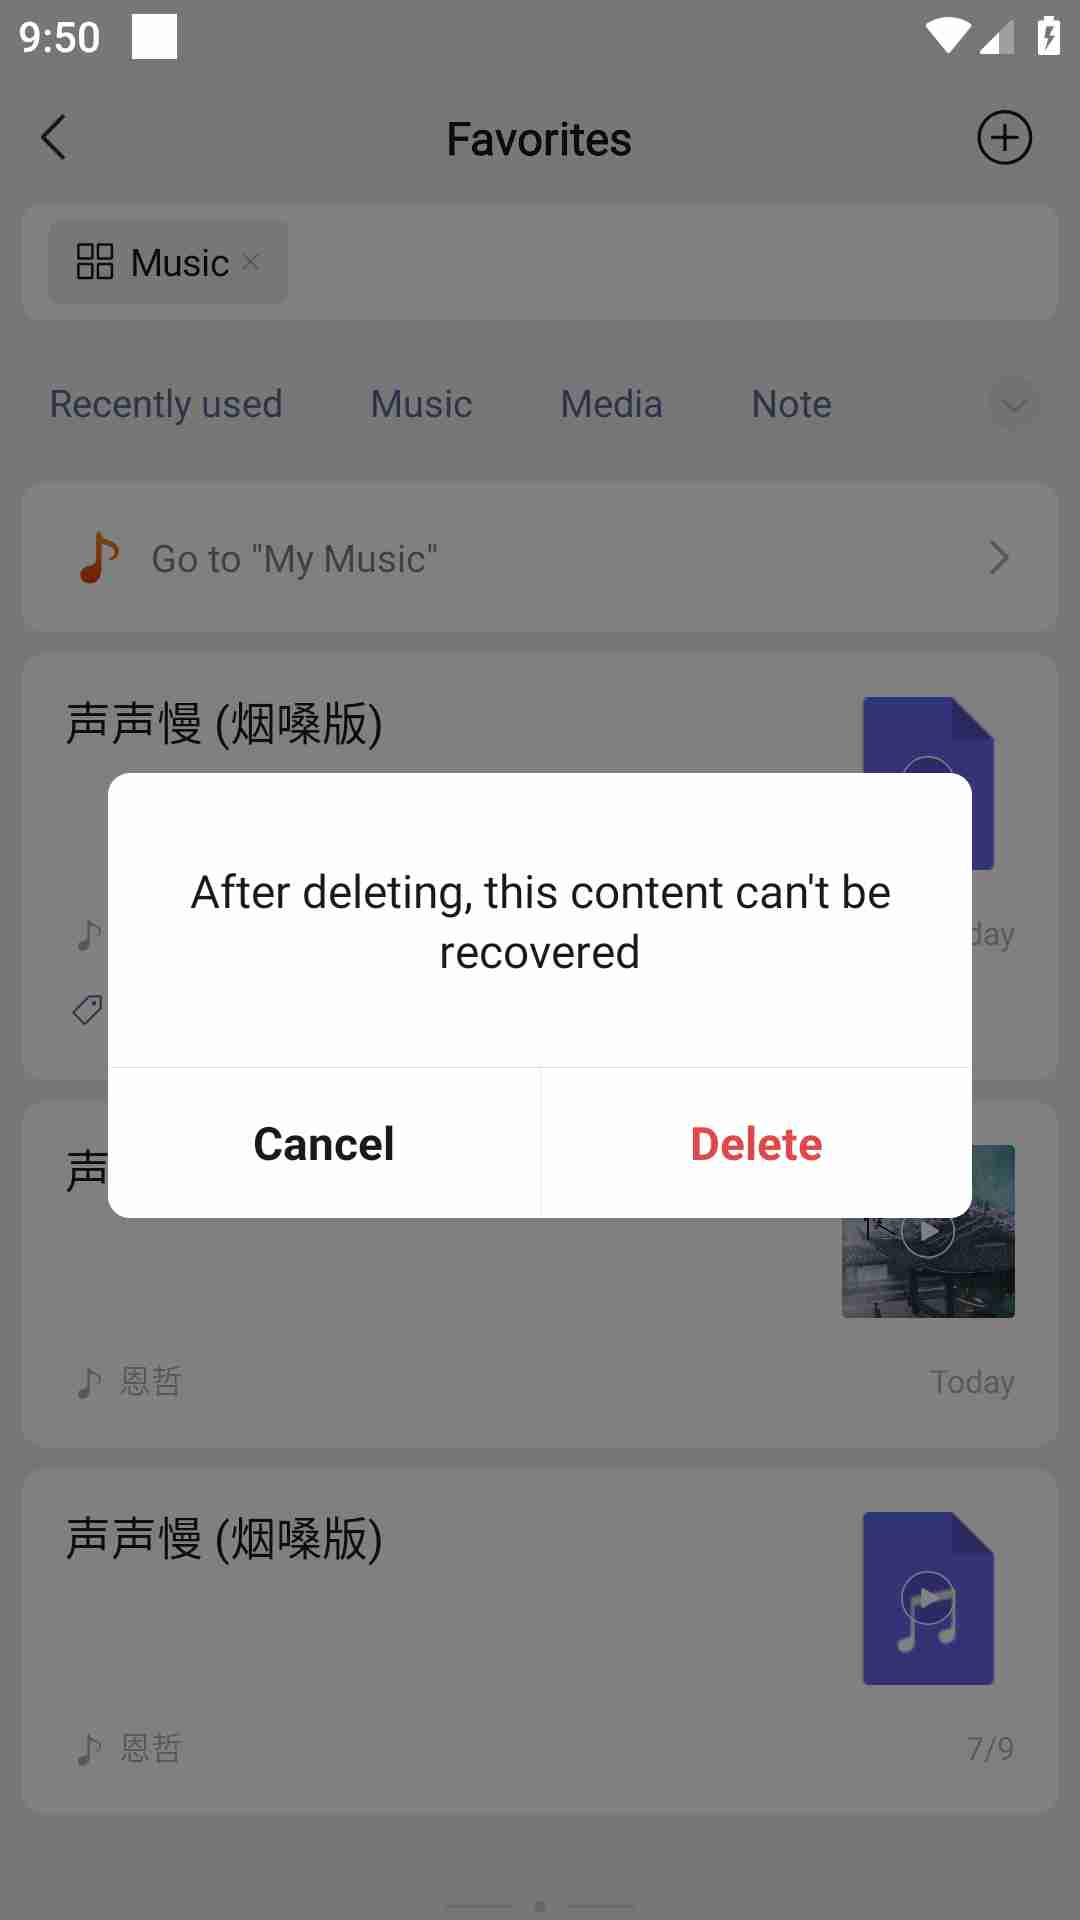 9:50
Favorites
Music
Recently used Music Media Note
Go to "My Music"
声声慢 (烟嗓版)
After deleting, this content can't be
recovered
day
Cancel Delete
声
恩哲 Today
声声慢 (烟嗓版)
恩哲 7/9